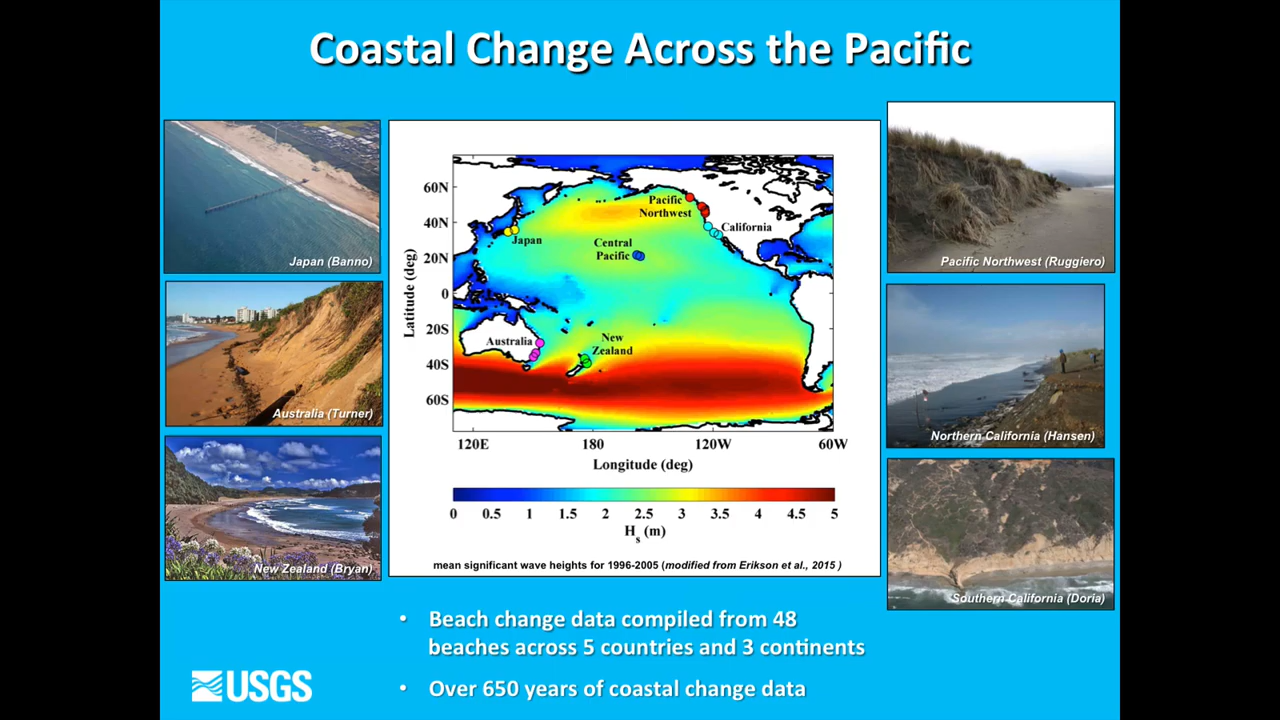 Coastal Change Across the Pacific
Japan (Banno)
Australia (Turner)
New Zealand (Bryan)
60N
40N
20N
0
20S
40S
60S
Latitude (deg)
Pacific
Northwest
California
Japan
Central
Pacific
Australia
New
Zealand
120E
180
120W
60W
Longitude (deg)
0
0.5
1
1.5
2
2.5
3
3.5
4
4.5
5
Hs (m)
mean significant wave heights for 1996-2005 (modified from Erikson et al., 2015 )
Pacific Northwest (Ruggiero)
Northern California (Hansen)
Southern California (Doria)
• Beach change data compiled from 48
beaches across 5 countries and 3 continents
• Over 650 years of coastal change data
USGS